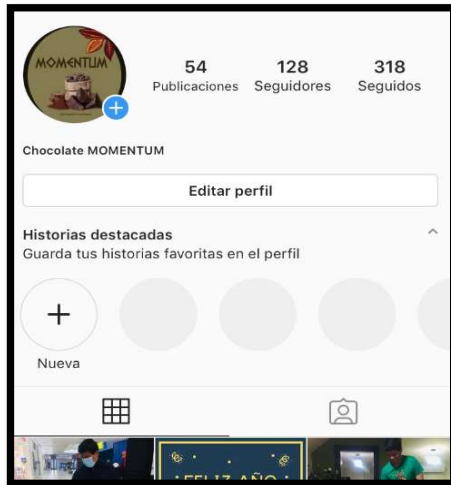 MOMENTUM
54 128 318
Publicaciones Seguidores Seguidos
Chocolate MOMENTUM
Editar perfil
Historias destacadas
Guarda tus historias favoritas en el perfil
Nueva
FELIZ AÑO